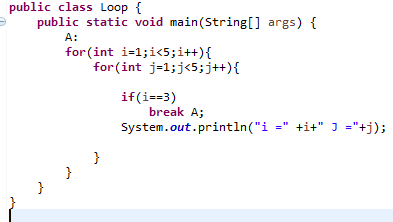 public class Loop {
    public static void main(String[] args) {
        A:
        for(int i=1;i<5;i++){
            for(int j=1;j<5;j++){
                if(i==3)
                    break A;
                System.out.println("i =" +i+" J ="+j);
            }
        }
    }
}